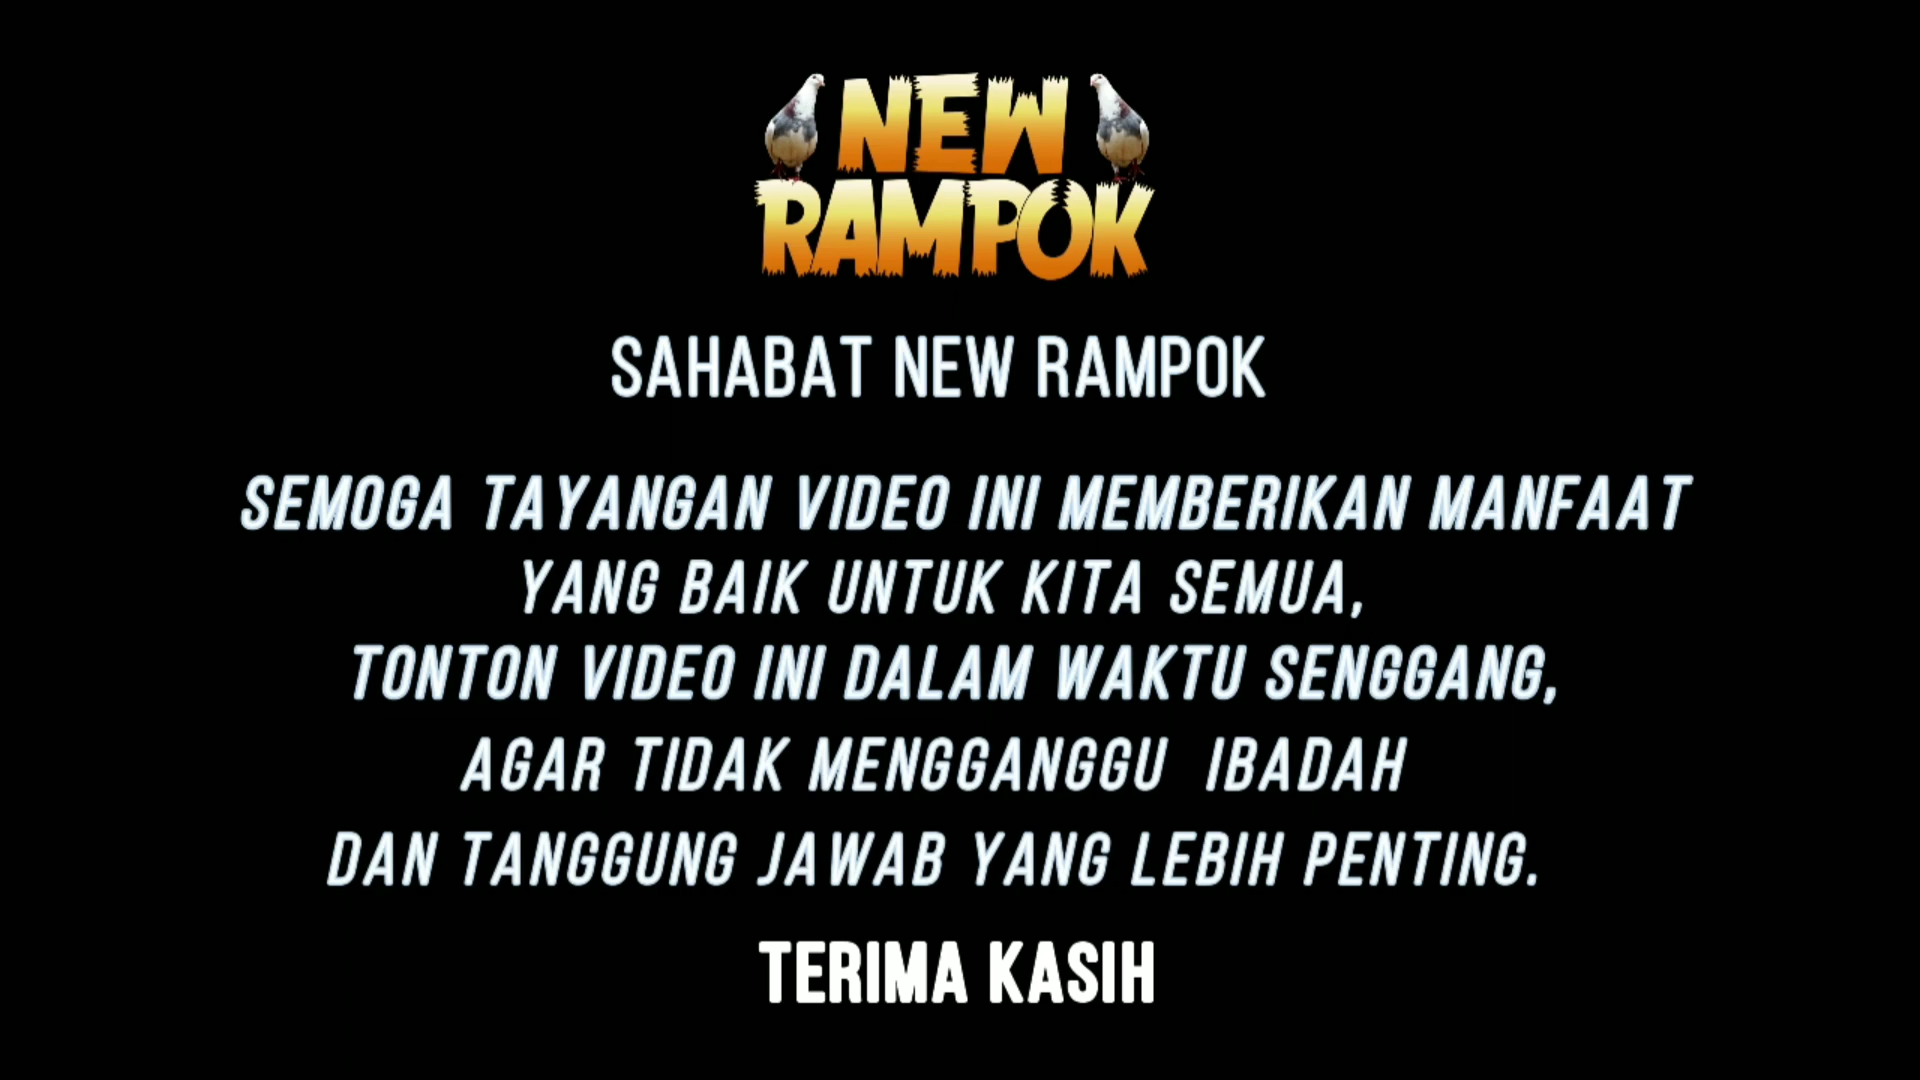 NEW
RAMPOK
SAHABAT NEW RAMPOK
SEMOGA TAYANGAN VIDEO INI MEMBERIKAN MANFAAT
YANG BAIK UNTUK KITA SEMUA,
TONTON VIDEO INI DALAM WAKTU SENGGANG,
AGAR TIDAK MENGGANGGU IBADAH
DAN TANGGUNG JAWAB YANG LEBIH PENTING.
TERIMA KASIH